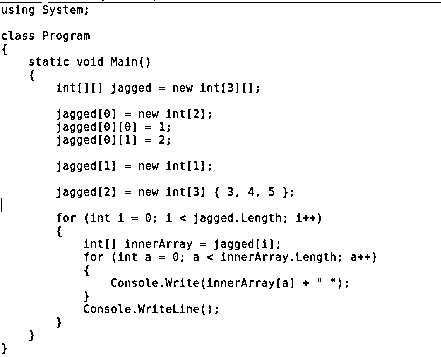 using System;
class Program
{
static void Main()
{
int[][] jagged = new int[3][];
jagged[0] = new int[2];
jagged[0][0] = 1;
jagged[0][1] = 2;
jagged[1] = new int[1];
jagged[2] = new int[3] { 3, 4, 5 };
for (int i = 0; i < jagged.Length; i++)
{
int[] innerArray = jagged[i];
for (int a = 0; a < innerArray.Length; a++)
{
Console.Write(innerArray[a] + " ");
}
Console.WriteLine();
}
}
}